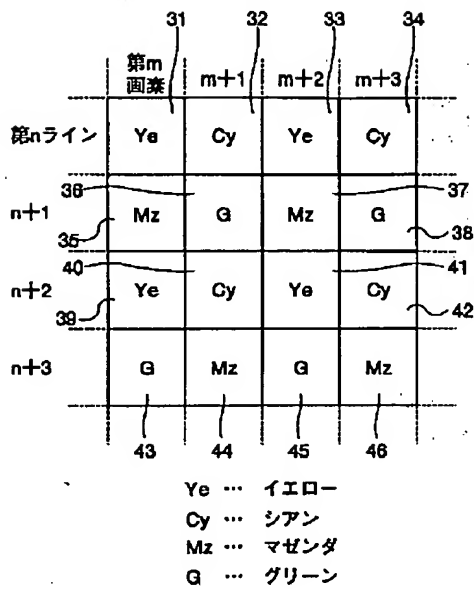 31 32 33 34
第m
画素 m+1 m+2 m+3
第nライン Ye Cy Ye Cy
36 37
n+1 Mz G Mz G
35 38
40 41
n+2 Ye Cy Ye Cy
39 42
n+3 G Mz G Mz
43 44 45 46
Ye … イエロー
Cy … シアン
Mz … マゼンダ
G … グリーン